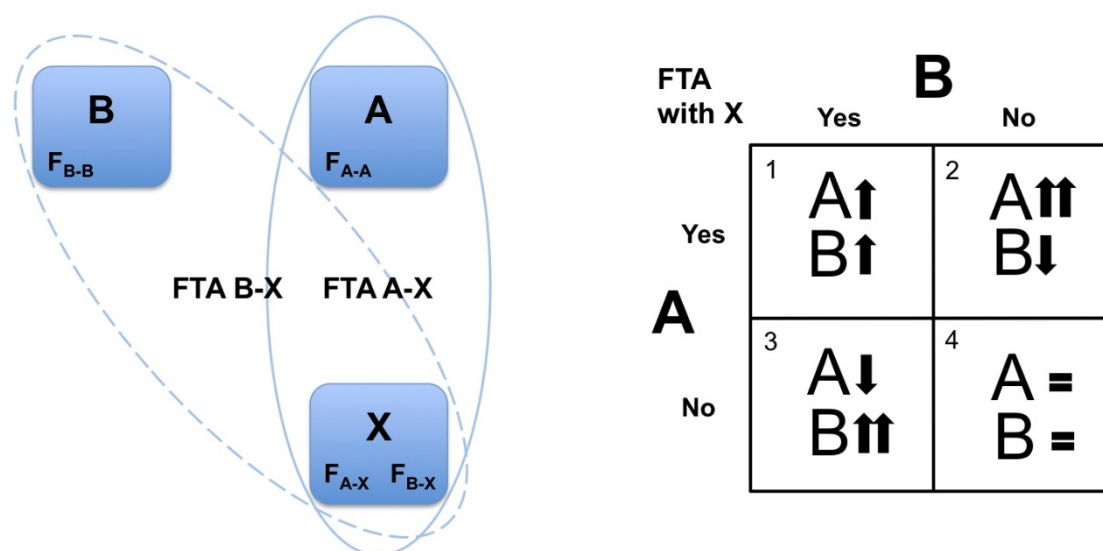 B
F_B-B
A
F_A-A
FTA B-X
FTA A-X
X
F_A-X F_B-X
FTA
with X
B
Yes No
A
Yes
No
1
A⬆
B⬆
2
A⬆⬆
B⬇
3
A⬇
B⬆⬆
4
A =
B =